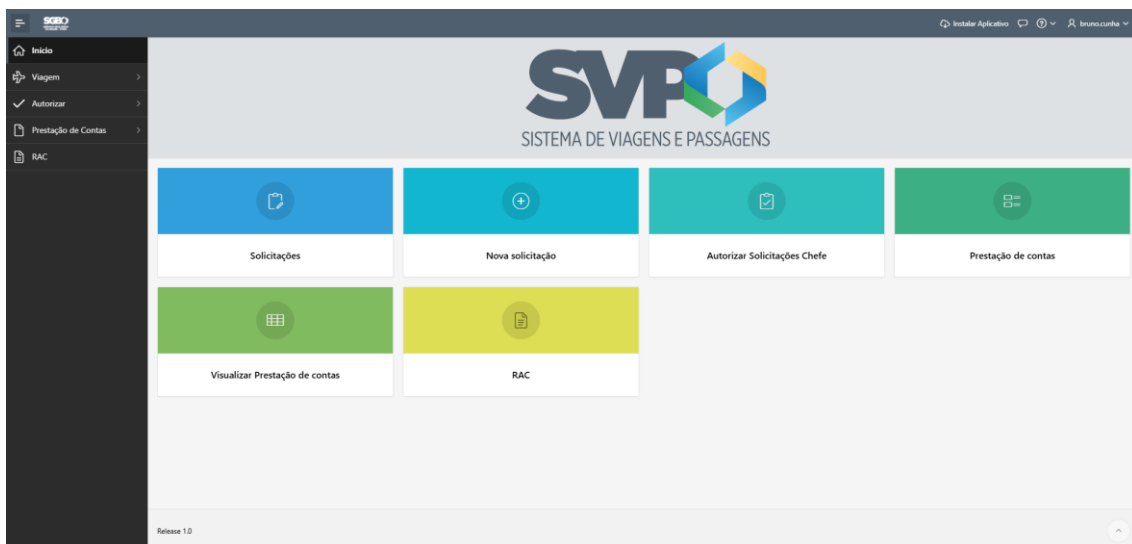 SGBO
Instalar Aplicativo
bruno.cunha
Início
Viagem
Autorizar
Prestação de Contas
RAC
SVP
SISTEMA DE VIAGENS E PASSAGENS
Solicitações
Nova solicitação
Autorizar Solicitações Chefe
Prestação de contas
Visualizar Prestação de contas
RAC
Release 1.0